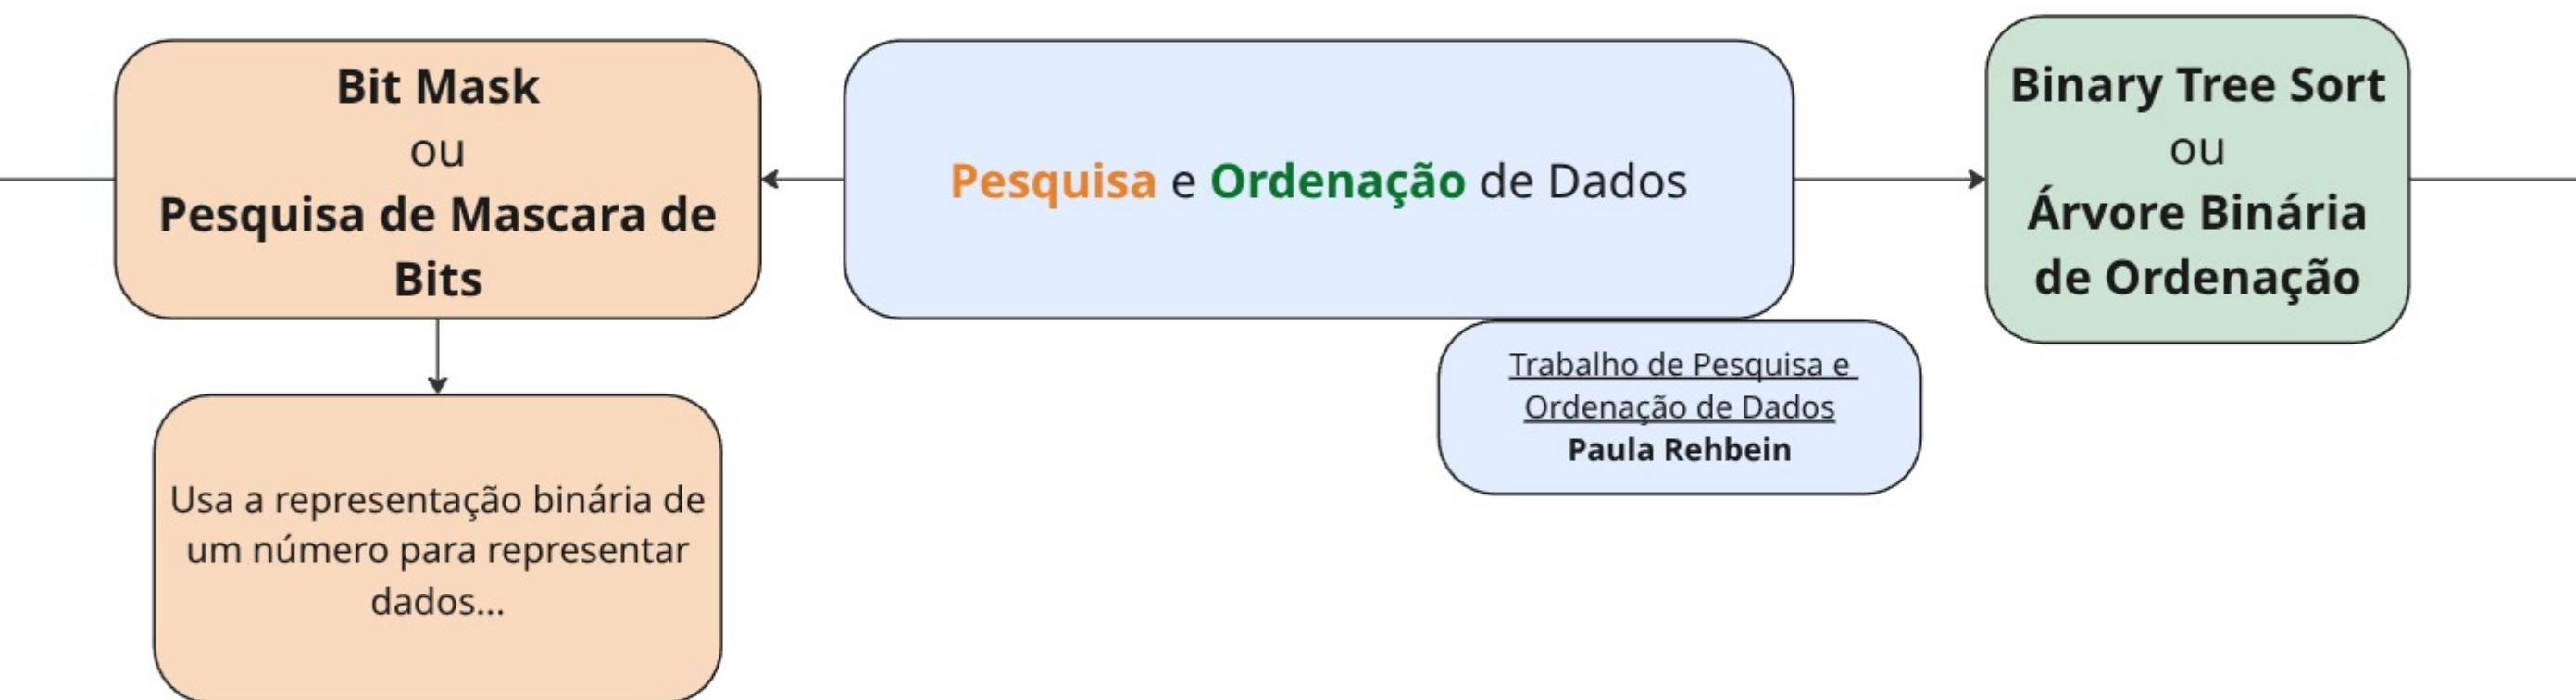 Bit Mask
ou
Pesquisa de Mascara de
Bits
Usa a representação binária de
um número para representar
dados...
Pesquisa e Ordenação de Dados
Trabalho de Pesquisa e
Ordenação de Dados
Paula Rehbein
Binary Tree Sort
ou
Árvore Binária
de Ordenação